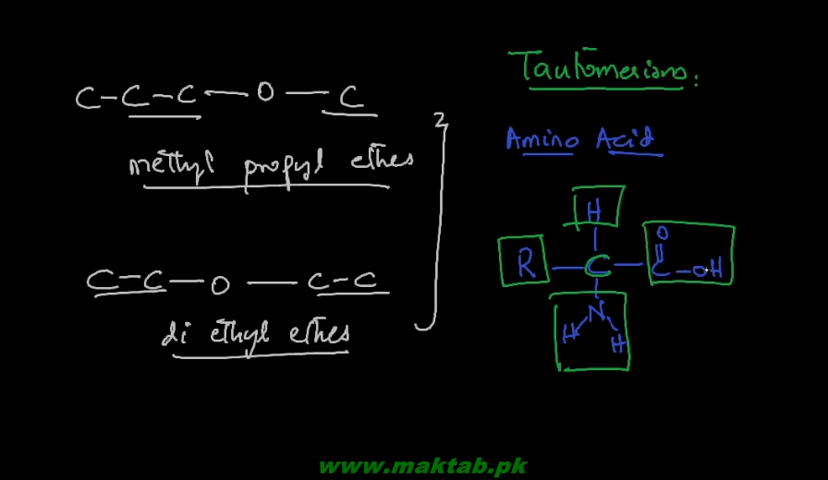 C-C-C-O-C
methyl propyl ether
C-C-O-C-C
di ethyl ether
Tautomerism:
Amino Acid
H
O
R-C-C-OH
N
H H
www.maktab.pk